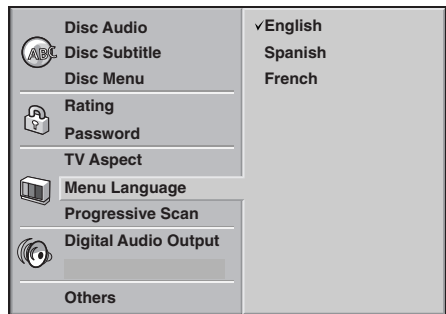 Disc Audio
ABC Disc Subtitle
Disc Menu
Rating
Password
TV Aspect
Menu Language
Progressive Scan
Digital Audio Output
Others
✓English
Spanish
French